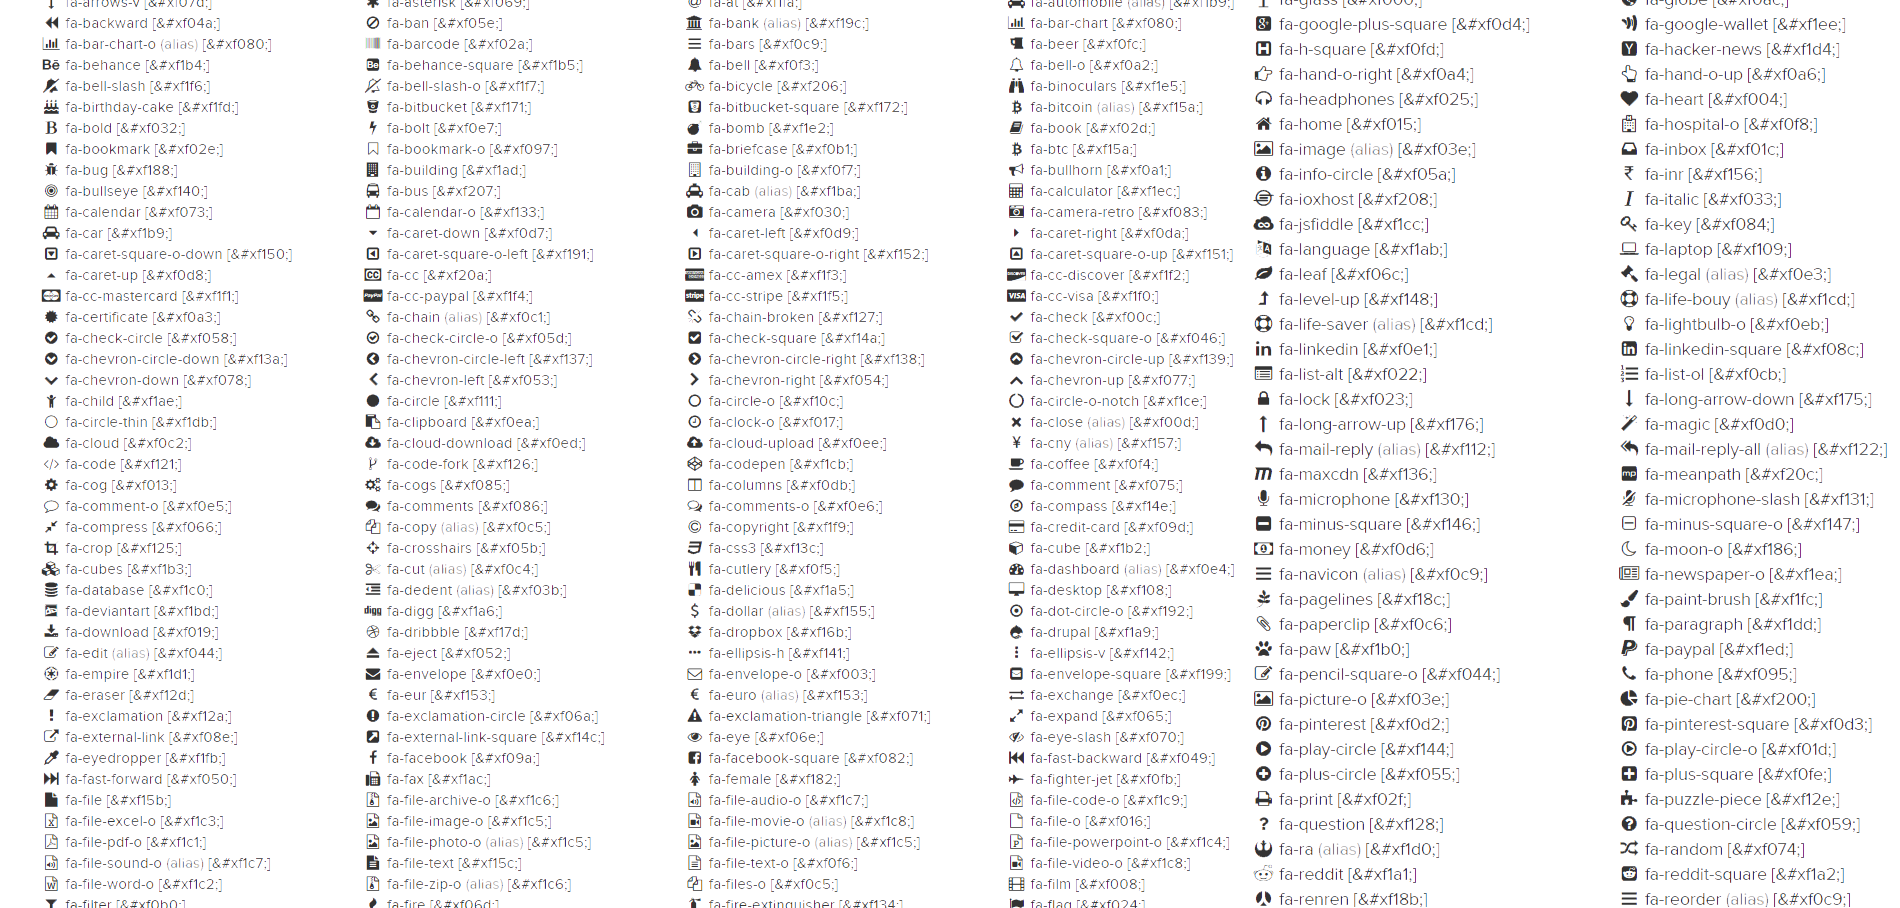 fa-arrows-v [&#xf07d;] fa-asterisk [&#xf069;] fa-at [&#xf1fa;] fa-automobile (alias) [&#xf1b9;]
fa-backward [&#xf04a;] fa-ban [&#xf05e;] fa-bank (alias) [&#xf19c;] fa-bar-chart [&#xf080;]
fa-bar-chart-o (alias) [&#xf080;] fa-barcode [&#xf02a;] fa-bars [&#xf0c9;] fa-beer [&#xf0fc;]
fa-behance [&#xf1b4;] fa-behance-square [&#xf1b5;] fa-bell [&#xf0f3;] fa-bell-o [&#xf0a2;]
fa-bell-slash [&#xf1f6;] fa-bell-slash-o [&#xf1f7;] fa-bicycle [&#xf206;] fa-binoculars [&#xf1e5;]
fa-birthday-cake [&#xf1fd;] fa-bitbucket [&#xf171;] fa-bitbucket-square [&#xf172;] fa-bitcoin (alias) [&#xf15a;]
fa-bold [&#xf032;] fa-bolt [&#xf0e7;] fa-bomb [&#xf1e2;] fa-book [&#xf02d;]
fa-bookmark [&#xf02e;] fa-bookmark-o [&#xf097;] fa-briefcase [&#xf0b1;] fa-btc [&#xf15a;]
fa-bug [&#xf188;] fa-building [&#xf1ad;] fa-building-o [&#xf0f7;] fa-bullhorn [&#xf0a1;]
fa-bullseye [&#xf140;] fa-bus [&#xf207;] fa-cab (alias) [&#xf1ba;] fa-calculator [&#xf1ec;]
fa-calendar [&#xf073;] fa-calendar-o [&#xf133;] fa-camera [&#xf030;] fa-camera-retro [&#xf083;]
fa-car [&#xf1b9;] fa-caret-down [&#xf0d7;] fa-caret-left [&#xf0d9;] fa-caret-right [&#xf0da;]
fa-caret-square-o-down [&#xf150;] fa-caret-square-o-left [&#xf191;] fa-caret-square-o-right [&#xf152;] fa-caret-square-o-up [&#xf151;]
fa-caret-up [&#xf0d8;] fa-cc [&#xf20a;] fa-cc-amex [&#xf1f3;] fa-cc-discover [&#xf1f2;]
fa-cc-mastercard [&#xf1f1;] fa-cc-paypal [&#xf1f4;] fa-cc-stripe [&#xf1f5;] fa-cc-visa [&#xf1f0;]
fa-certificate [&#xf0a3;] fa-chain (alias) [&#xf0c1;] fa-chain-broken [&#xf127;] fa-check [&#xf00c;]
fa-check-circle [&#xf058;] fa-check-circle-o [&#xf05d;] fa-check-square [&#xf14a;] fa-check-square-o [&#xf046;]
fa-chevron-circle-down [&#xf13a;] fa-chevron-circle-left [&#xf137;] fa-chevron-circle-right [&#xf138;] fa-chevron-circle-up [&#xf139;]
fa-chevron-down [&#xf078;] fa-chevron-left [&#xf053;] fa-chevron-right [&#xf054;] fa-chevron-up [&#xf077;]
fa-child [&#xf1ae;] fa-circle [&#xf111;] fa-circle-o [&#xf10c;] fa-circle-o-notch [&#xf1ce;]
fa-circle-thin [&#xf1db;] fa-clipboard [&#xf0ea;] fa-clock-o [&#xf017;] fa-close (alias) [&#xf00d;]
fa-cloud [&#xf0c2;] fa-cloud-download [&#xf0ed;] fa-cloud-upload [&#xf0ee;] fa-cny (alias) [&#xf157;]
fa-code [&#xf121;] fa-code-fork [&#xf126;] fa-codepen [&#xf1cb;] fa-coffee [&#xf0f4;]
fa-cog [&#xf013;] fa-cogs [&#xf085;] fa-columns [&#xf0db;] fa-comment [&#xf075;]
fa-comment-o [&#xf0e5;] fa-comments [&#xf086;] fa-comments-o [&#xf0e6;] fa-compass [&#xf14e;]
fa-compress [&#xf066;] fa-copy (alias) [&#xf0c5;] fa-copyright [&#xf1f9;] fa-credit-card [&#xf09d;]
fa-crop [&#xf125;] fa-crosshairs [&#xf05b;] fa-css3 [&#xf13c;] fa-cube [&#xf1b2;]
fa-cubes [&#xf1b3;] fa-cut (alias) [&#xf0c4;] fa-cutlery [&#xf0f5;] fa-dashboard (alias) [&#xf0e4;]
fa-database [&#xf1c0;] fa-dedent (alias) [&#xf03b;] fa-delicious [&#xf1a5;] fa-desktop [&#xf108;]
fa-deviantart [&#xf1bd;] fa-digg [&#xf1a6;] fa-dollar (alias) [&#xf155;] fa-dot-circle-o [&#xf192;]
fa-download [&#xf019;] fa-dribbble [&#xf17d;] fa-dropbox [&#xf16b;] fa-drupal [&#xf1a9;]
fa-edit (alias) [&#xf044;] fa-eject [&#xf052;] fa-ellipsis-h [&#xf141;] fa-ellipsis-v [&#xf142;]
fa-empire [&#xf1d1;] fa-envelope [&#xf0e0;] fa-envelope-o [&#xf003;] fa-envelope-square [&#xf199;]
fa-eraser [&#xf12d;] fa-eur [&#xf153;] fa-euro (alias) [&#xf153;] fa-exchange [&#xf0ec;]
fa-exclamation [&#xf12a;] fa-exclamation-circle [&#xf06a;] fa-exclamation-triangle [&#xf071;] fa-expand [&#xf065;]
fa-external-link [&#xf08e;] fa-external-link-square [&#xf14c;] fa-eye [&#xf06e;] fa-eye-slash [&#xf070;]
fa-eyedropper [&#xf1fb;] fa-facebook [&#xf09a;] fa-facebook-square [&#xf082;] fa-fast-backward [&#xf049;]
fa-fast-forward [&#xf050;] fa-fax [&#xf1ac;] fa-female [&#xf182;] fa-fighter-jet [&#xf0fb;]
fa-file [&#xf15b;] fa-file-archive-o [&#xf1c6;] fa-file-audio-o [&#xf1c7;] fa-file-code-o [&#xf1c9;]
fa-file-excel-o [&#xf1c3;] fa-file-image-o [&#xf1c5;] fa-file-movie-o (alias) [&#xf1c8;] fa-file-o [&#xf016;]
fa-file-pdf-o [&#xf1c1;] fa-file-photo-o (alias) [&#xf1c5;] fa-file-picture-o (alias) [&#xf1c5;] fa-file-powerpoint-o [&#xf1c4;]
fa-file-sound-o (alias) [&#xf1c7;] fa-file-text [&#xf15c;] fa-file-text-o [&#xf0f6;] fa-file-video-o [&#xf1c8;]
fa-file-word-o [&#xf1c2;] fa-file-zip-o (alias) [&#xf1c6;] fa-files-o [&#xf0c5;] fa-film [&#xf008;]
fa-filter [&#xf0b0;] fa-fire [&#xf06d;] fa-fire-extinguisher [&#xf134;] fa-flag [&#xf024;]
fa-glass [&#xf000;] fa-globe [&#xf0ac;]
fa-google-plus-square [&#xf0d4;] fa-google-wallet [&#xf1ee;]
fa-h-square [&#xf0fd;] fa-hacker-news [&#xf1d4;]
fa-hand-o-right [&#xf0a4;] fa-hand-o-up [&#xf0a6;]
fa-headphones [&#xf025;] fa-heart [&#xf004;]
fa-home [&#xf015;] fa-hospital-o [&#xf0f8;]
fa-image (alias) [&#xf03e;] fa-inbox [&#xf01c;]
fa-info-circle [&#xf05a;] fa-inr [&#xf156;]
fa-ioxhost [&#xf208;] fa-italic [&#xf033;]
fa-jsfiddle [&#xf1cc;] fa-key [&#xf084;]
fa-language [&#xf1ab;] fa-laptop [&#xf109;]
fa-leaf [&#xf06c;] fa-legal (alias) [&#xf0e3;]
fa-level-up [&#xf148;] fa-life-bouy (alias) [&#xf1cd;]
fa-life-saver (alias) [&#xf1cd;] fa-lightbulb-o [&#xf0eb;]
fa-linkedin [&#xf0e1;] fa-linkedin-square [&#xf08c;]
fa-list-alt [&#xf022;] fa-list-ol [&#xf0cb;]
fa-lock [&#xf023;] fa-long-arrow-down [&#xf175;]
fa-long-arrow-up [&#xf176;] fa-magic [&#xf0d0;]
fa-mail-reply (alias) [&#xf112;] fa-mail-reply-all (alias) [&#xf122;]
fa-maxcdn [&#xf136;] fa-meanpath [&#xf20c;]
fa-microphone [&#xf130;] fa-microphone-slash [&#xf131;]
fa-minus-square [&#xf146;] fa-minus-square-o [&#xf147;]
fa-money [&#xf0d6;] fa-moon-o [&#xf186;]
fa-navicon (alias) [&#xf0c9;] fa-newspaper-o [&#xf1ea;]
fa-pagelines [&#xf18c;] fa-paint-brush [&#xf1fc;]
fa-paperclip [&#xf0c6;] fa-paragraph [&#xf1dd;]
fa-paw [&#xf1b0;] fa-paypal [&#xf1ed;]
fa-pencil-square-o [&#xf044;] fa-phone [&#xf095;]
fa-picture-o [&#xf03e;] fa-pie-chart [&#xf200;]
fa-pinterest [&#xf0d2;] fa-pinterest-square [&#xf0d3;]
fa-play-circle [&#xf144;] fa-play-circle-o [&#xf01d;]
fa-plus-circle [&#xf055;] fa-plus-square [&#xf0fe;]
fa-print [&#xf02f;] fa-puzzle-piece [&#xf12e;]
fa-question [&#xf128;] fa-question-circle [&#xf059;]
fa-ra (alias) [&#xf1d0;] fa-random [&#xf074;]
fa-reddit [&#xf1a1;] fa-reddit-square [&#xf1a2;]
fa-renren [&#xf18b;] fa-reorder (alias) [&#xf0c9;]